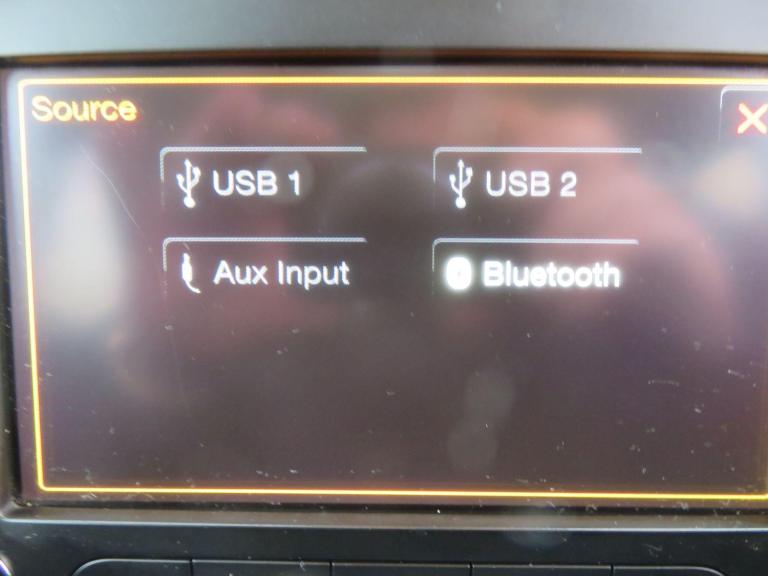 Source
USB 1
USB 2
Aux Input
Bluetooth